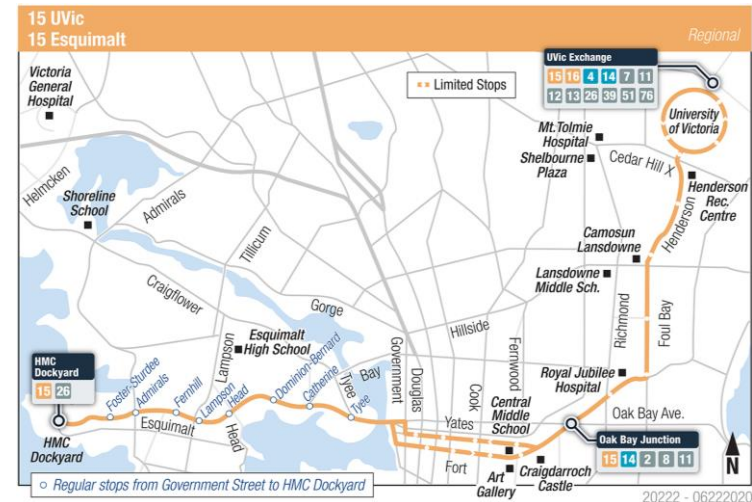 15 UVic
15 Esquimalt
Regional
Victoria
General
Hospital
Limited Stops
UVic Exchange
15 16 4 14 7 11
12 13 26 39 51 76
University
of Victoria
Mt.Tolmie
Hospital
Shelbourne
Plaza
Cedar Hill X
Helmcken
Shoreline
School
Admirals
Henderson
Rec.
Centre
Henderson
Tillicum
Camosun
Lansdowne
Lansdowne
Middle Sch.
Craigflower
Gorge
Richmond
Foul Bay
Hillside
Lampson
Esquimalt
High School
Dominion-Bernard
Tyee
Bay
Government
Douglas
Fernwood
Cook
Royal Jubilee
Hospital
HMC
Dockyard
15 26
Foster-Sturdee
Admirals
Fernhill
Lampson
Head
Catherine
Tyee
Yates
Central
Middle
School
Oak Bay Ave.
HMC
Dockyard
Esquimalt
Head
Oak Bay Junction
15 14 2 8 11
Fort
Art
Gallery
Craigdarroch
Castle
N
Regular stops from Government Street to HMC Dockyard
20222 - 06222020